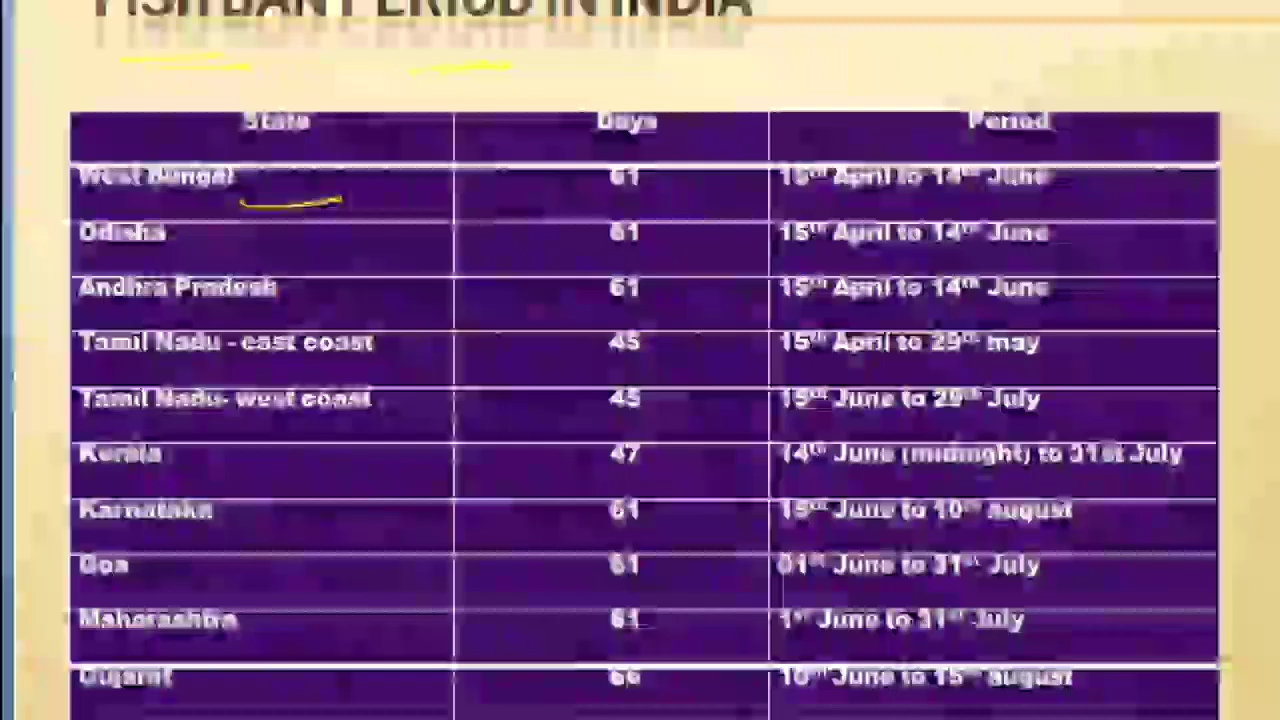 FISH BAN PERIOD IN INDIA
State Days Period
West Bengal 61 15th April to 14th June
Odisha 61 15th April to 14th June
Andhra Pradesh 61 15th April to 14th June
Tamil Nadu - east coast 45 15th April to 29th may
Tamil Nadu- west coast 45 15th June to 29th July
Kerala 47 14th June (midnight) to 31st July
Karnataka 61 15th June to 10th august
Goa 61 01st June to 31st July
Maharashtra 61 1st June to 31st July
Gujarat 66 10th June to 15th august